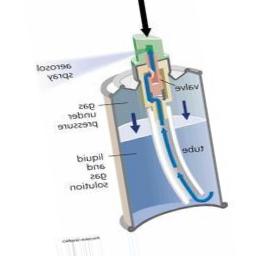 aerosol
spray
valve
gas
under
pressure
tube
liquid
and
gas
solution